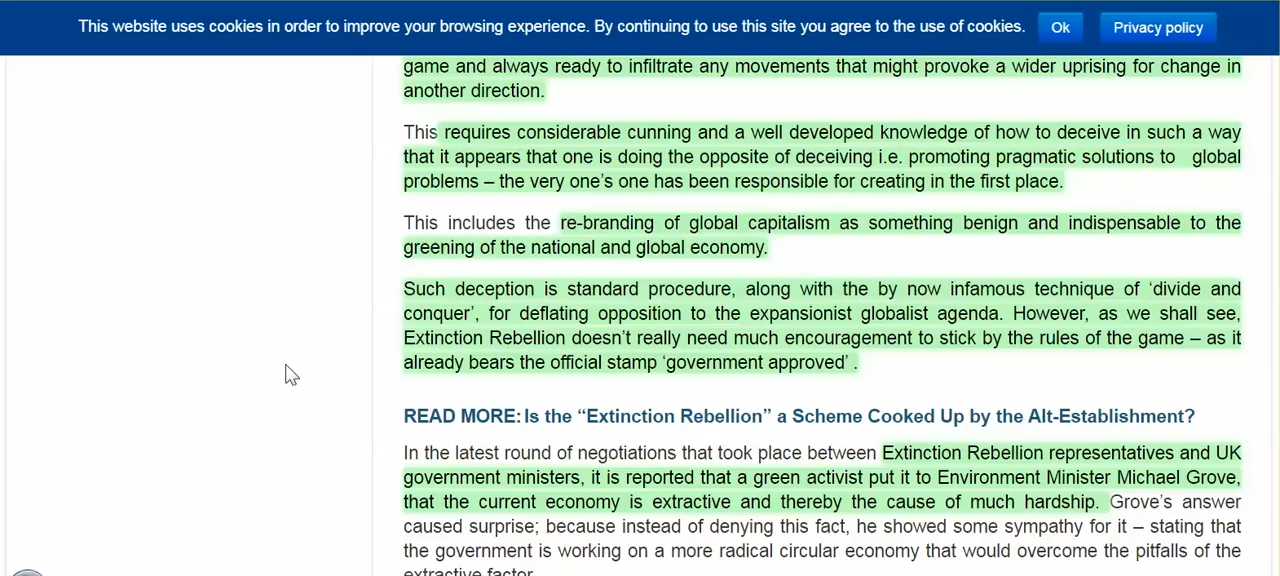 This website uses cookies in order to improve your browsing experience. By continuing to use this site you agree to the use of cookies. Ok Privacy policy
game and always ready to infiltrate any movements that might provoke a wider uprising for change in
another direction.
This requires considerable cunning and a well developed knowledge of how to deceive in such a way
that it appears that one is doing the opposite of deceiving i.e. promoting pragmatic solutions to global
problems – the very one’s one has been responsible for creating in the first place.
This includes the re-branding of global capitalism as something benign and indispensable to the
greening of the national and global economy.
Such deception is standard procedure, along with the by now infamous technique of ‘divide and
conquer’, for deflating opposition to the expansionist globalist agenda. However, as we shall see,
Extinction Rebellion doesn’t really need much encouragement to stick by the rules of the game – as it
already bears the official stamp ‘government approved’ .
READ MORE: Is the “Extinction Rebellion” a Scheme Cooked Up by the Alt-Establishment?
In the latest round of negotiations that took place between Extinction Rebellion representatives and UK
government ministers, it is reported that a green activist put it to Environment Minister Michael Grove,
that the current economy is extractive and thereby the cause of much hardship. Grove’s answer
caused surprise; because instead of denying this fact, he showed some sympathy for it – stating that
the government is working on a more radical circular economy that would overcome the pitfalls of the
extractive factor